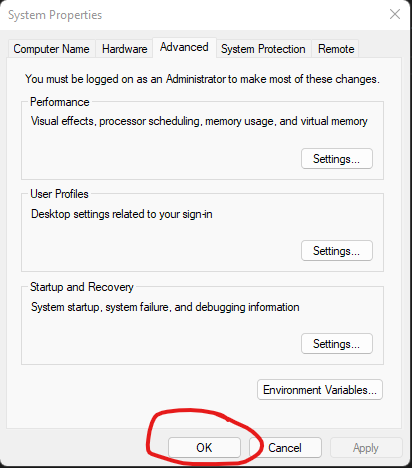 System Properties
Computer Name Hardware Advanced System Protection Remote
You must be logged on as an Administrator to make most of these changes.
Performance
Visual effects, processor scheduling, memory usage, and virtual memory
Settings...
User Profiles
Desktop settings related to your sign-in
Settings...
Startup and Recovery
System startup, system failure, and debugging information
Settings...
Environment Variables...
OK Cancel Apply